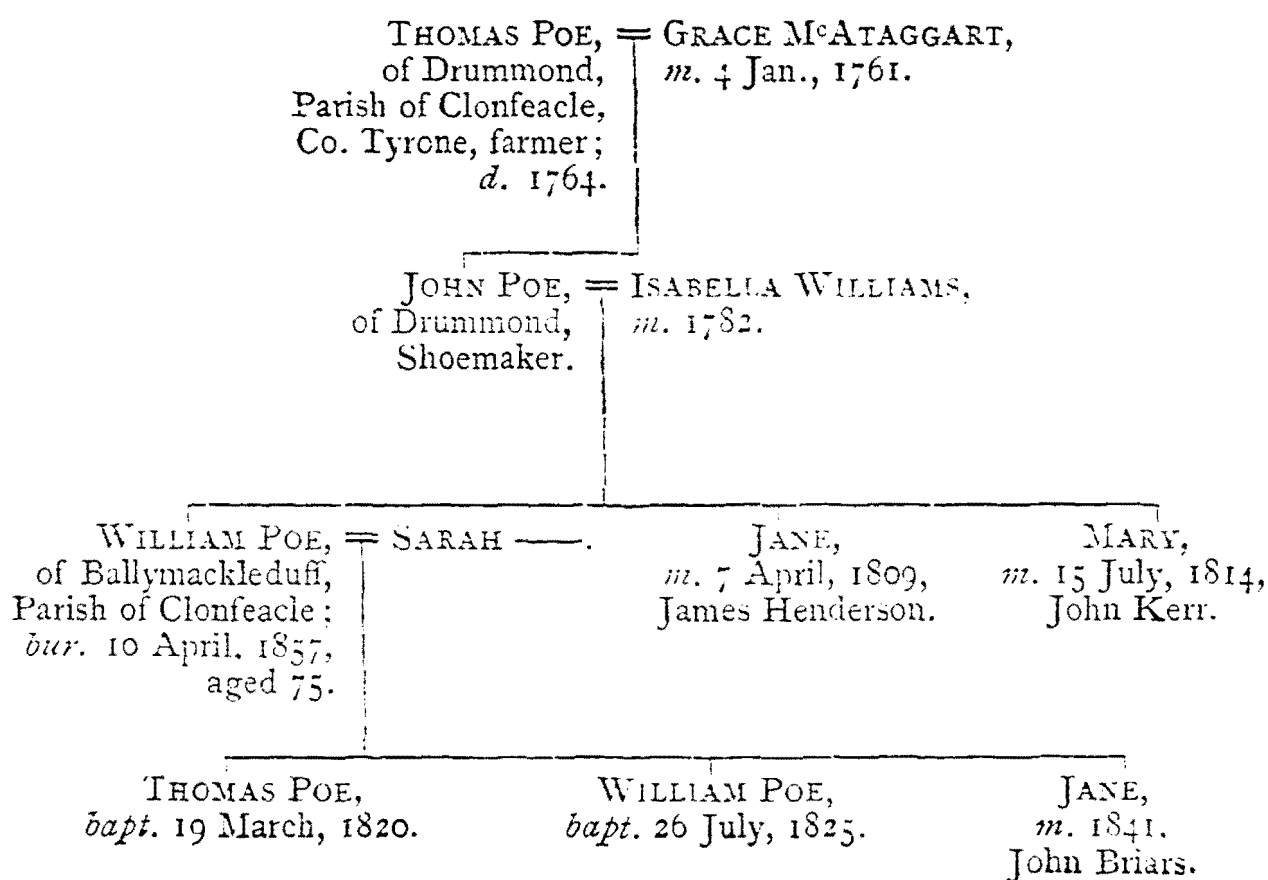 THOMAS POE, = GRACE McATAGGART,
of Drummond, m. 4 Jan., 1761.
Parish of Clonfeacle,
Co. Tyrone, farmer;
d. 1764.
JOHN POE, = ISABELLA WILLIAMS,
of Drummond, m. 1782.
Shoemaker.
WILLIAM POE, = SARAH ——.
of Ballymackleduff,
Parish of Clonfeacle;
bur. 10 April, 1857,
aged 75.
JANE,
m. 7 April, 1809,
James Henderson.
MARY,
m. 15 July, 1814,
John Kerr.
THOMAS POE,
bapt. 19 March, 1820.
WILLIAM POE,
bapt. 26 July, 1825.
JANE,
m. 1841.
John Briars.